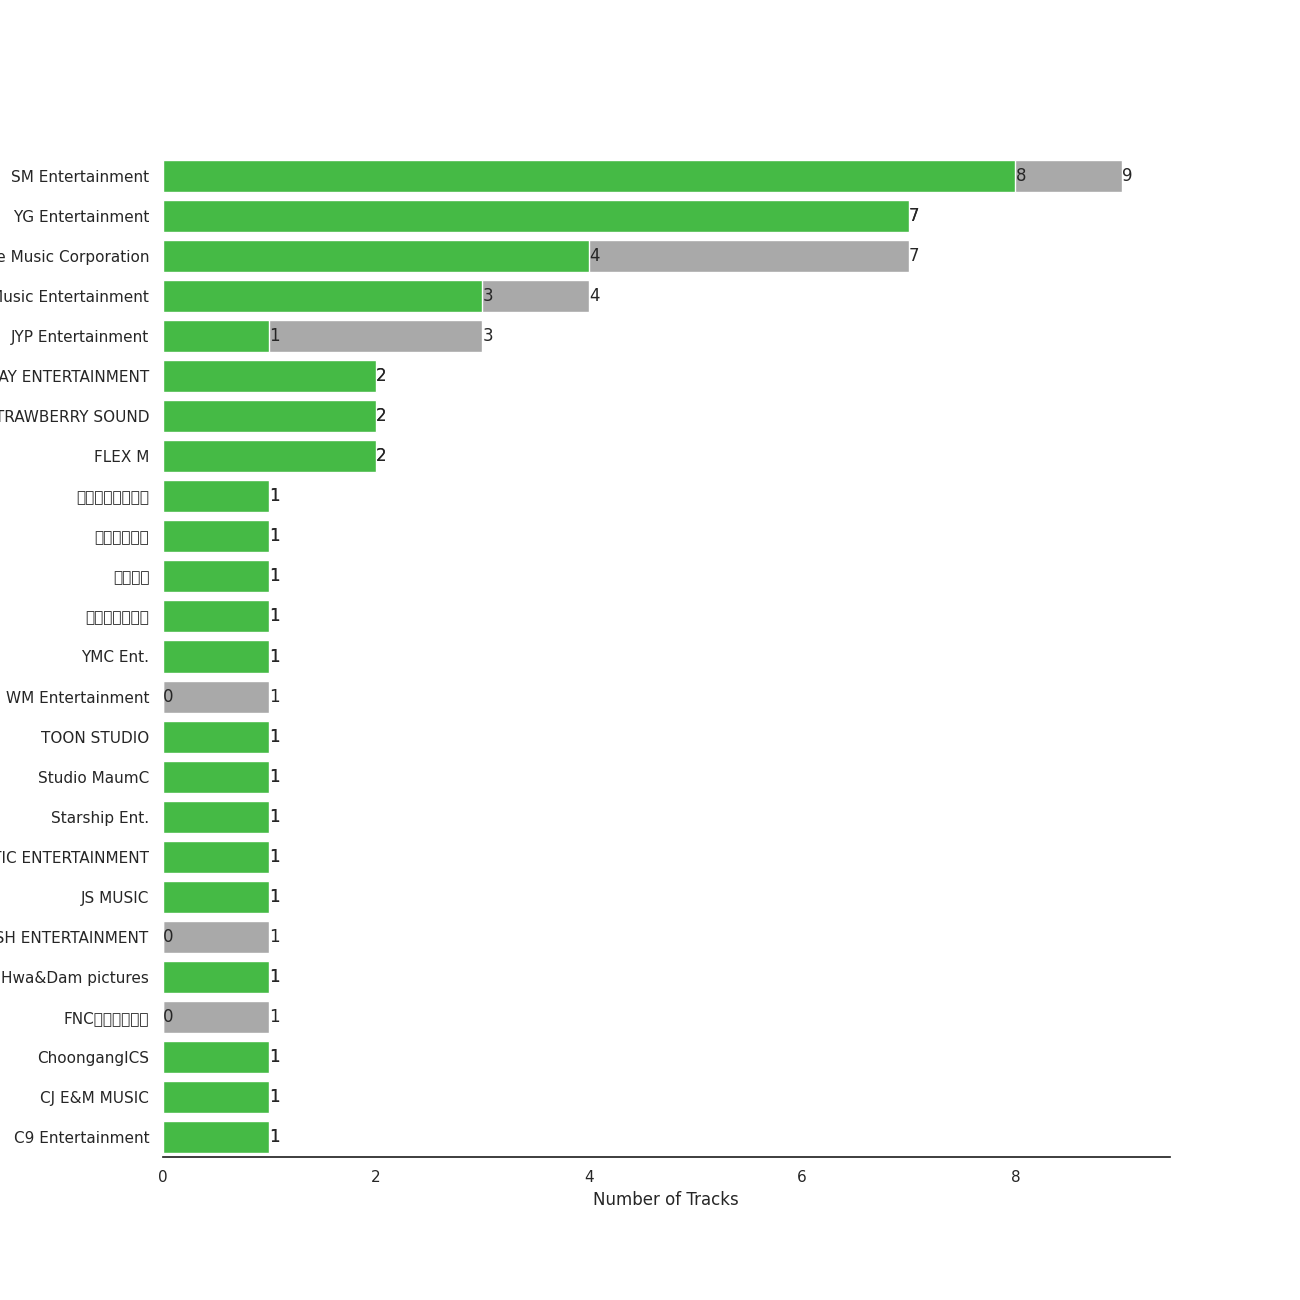 SM Entertainment 8 9
YG Entertainment 7
Music Corporation 4 7
Music Entertainment 3 4
JYP Entertainment 1 3
ENTERTAINMENT 2
SOUND 2
FLEX M 2
1
1
1
1
YMC Ent. 1
WM Entertainment 0 1
TOON STUDIO 1
Studio MaumC 1
Starship Ent. 1
ENTERTAINMENT 1
JS MUSIC 1
ENTERTAINMENT 0 1
Hwa&Dam pictures 1
FNC 0 1
ChoongangICS 1
CJ E&M MUSIC 1
C9 Entertainment 1
0 2 4 6 8
Number of Tracks